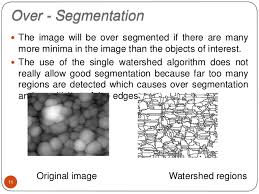 Over - Segmentation
The image will be over segmented if there are many
more minima in the image than the objects of interest.
The use of the single watershed algorithm does not
really allow good segmentation because far too many
regions are detected which causes over segmentation
edges.
Original image Watershed regions